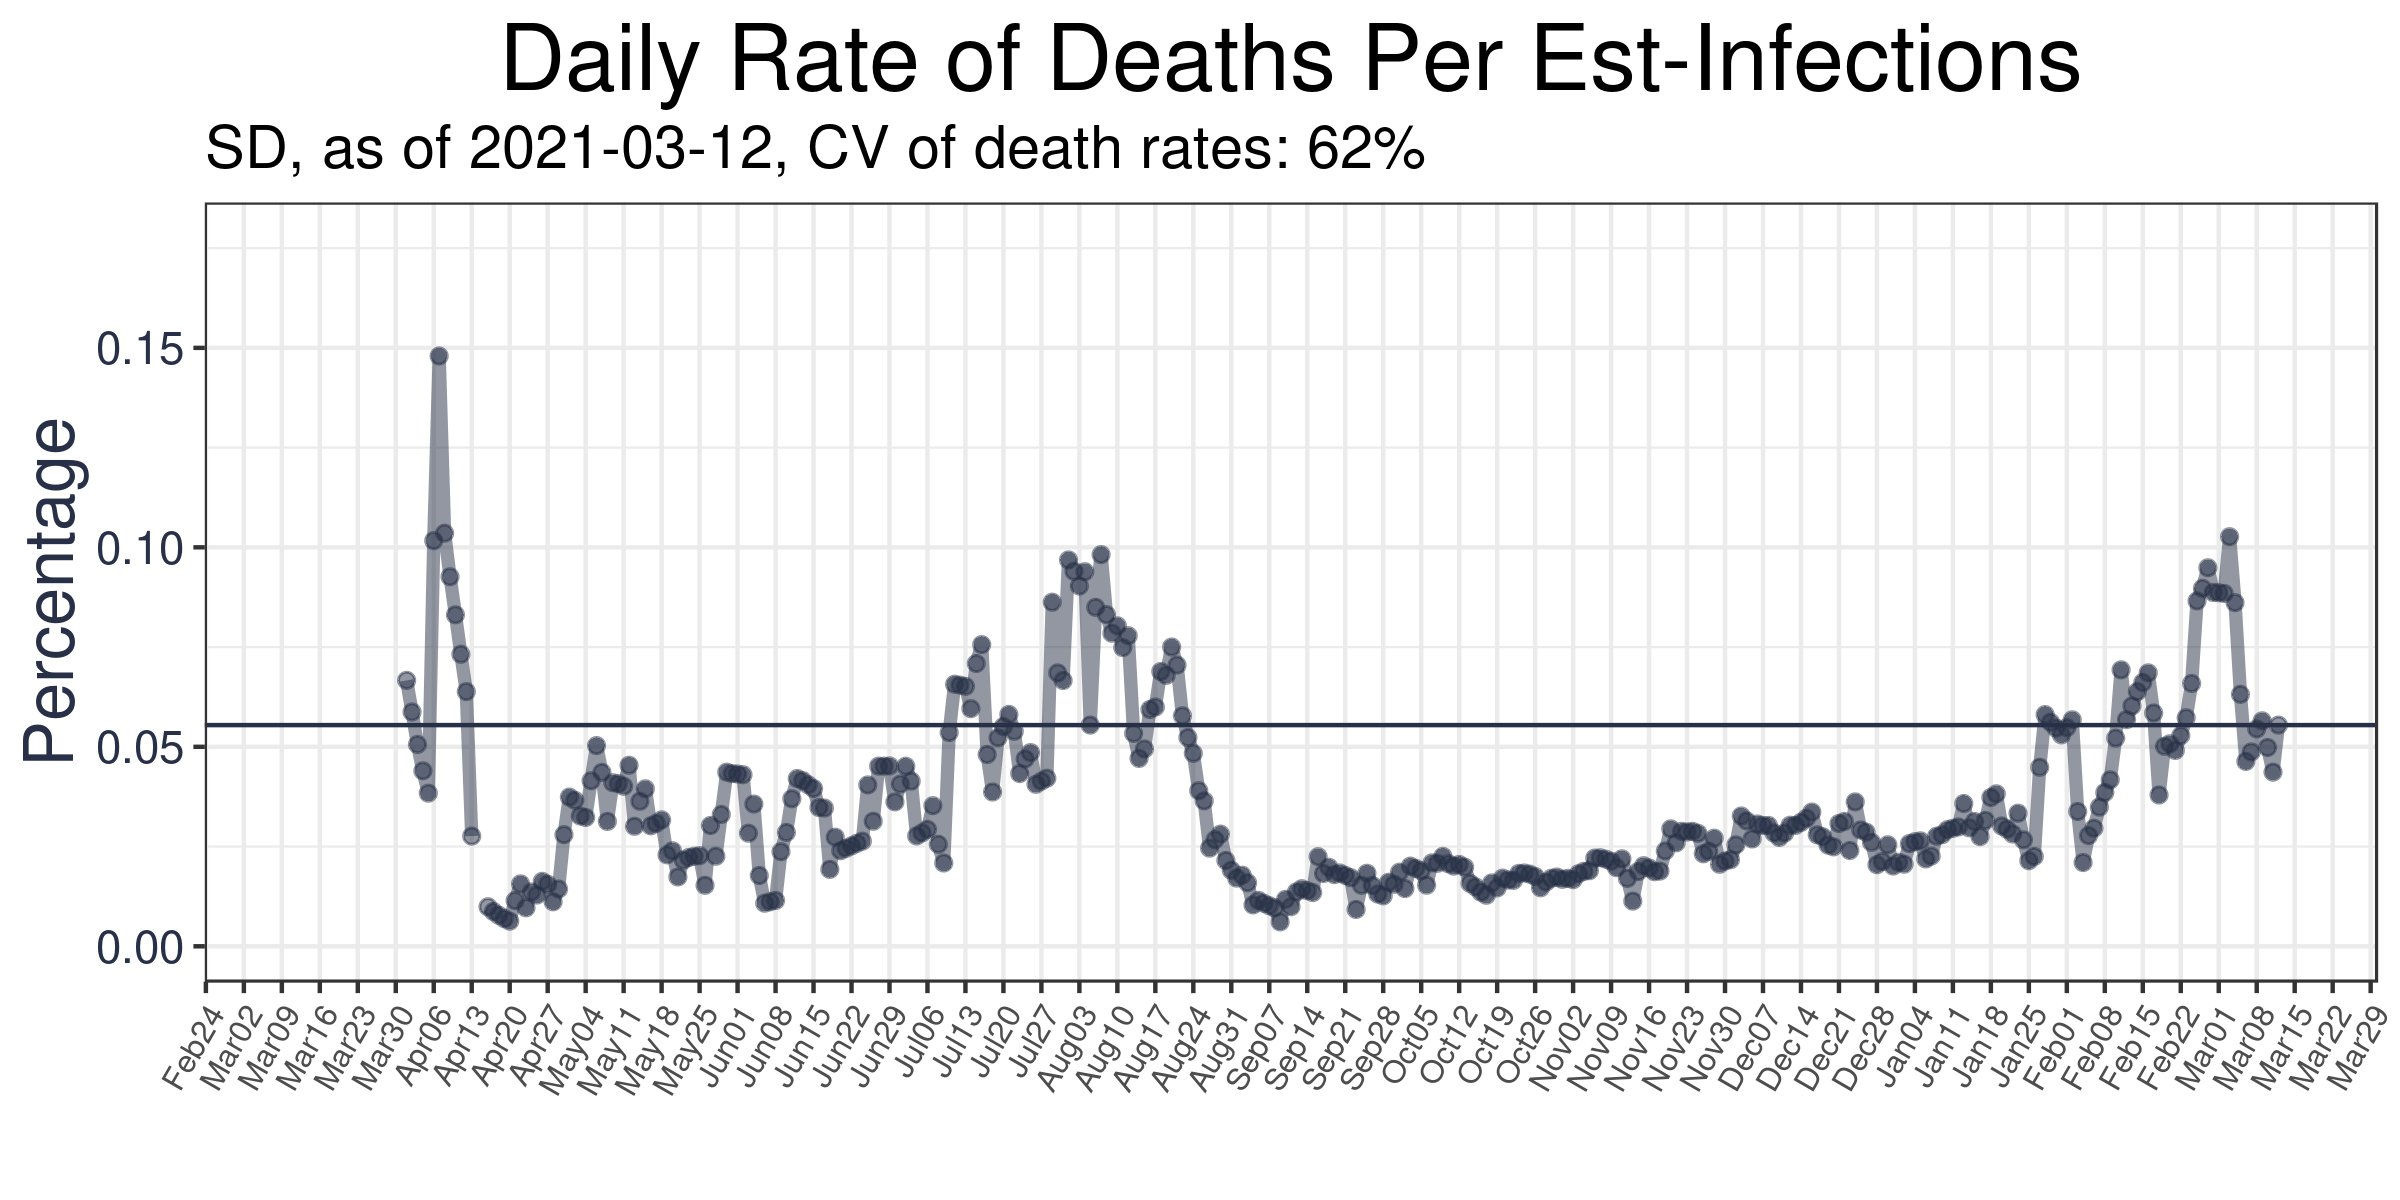 Daily Rate of Deaths Per Est-Infections
SD, as of 2021-03-12, CV of death rates: 62%
Percentage
0.15
0.10
0.05
0.00
Feb24 Mar02 Mar09 Mar16 Mar23 Mar30 Apr06 Apr13 Apr20 Apr27 May04 May11 May18 May25 Jun01 Jun08 Jun15 Jun22 Jun29 Jul06 Jul13 Jul20 Jul27 Aug03 Aug10 Aug17 Aug24 Aug31 Sep07 Sep14 Sep21 Sep28 Oct05 Oct12 Oct19 Oct26 Nov02 Nov09 Nov16 Nov23 Nov30 Dec07 Dec14 Dec21 Dec28 Dec04 Jan11 Jan18 Jan25 Feb01 Feb08 Feb15 Feb22 Mar01 Mar08 Mar15 Mar22 Mar29